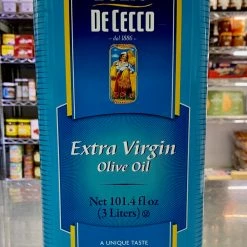 DE CECCO
dal 1886
Extra Virgin
Olive Oil
Net 101.4 fl oz
(3 Liters)
A UNIQUE TASTE